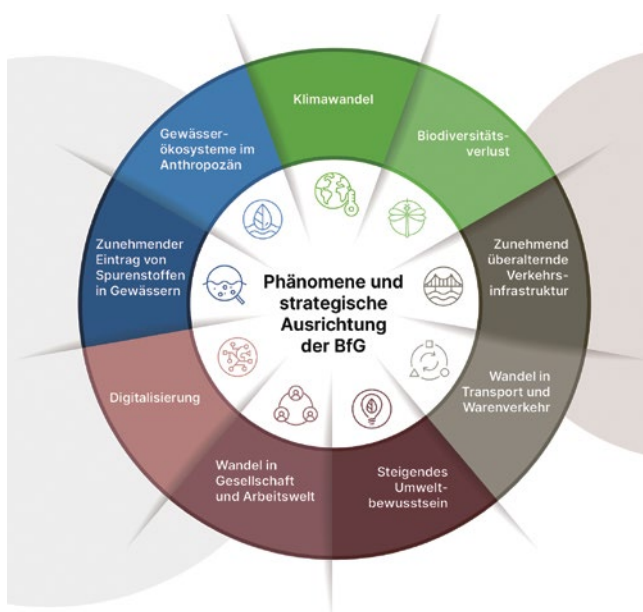 Klimawandel
Biodiversitäts-
verlust
Zunehmend
überalternde
Verkehrs-
infrastruktur
Wandel in
Transport und
Warenverkehr
Steigendes
Umwelt-
bewusstsein
Wandel in
Gesellschaft
und Arbeitswelt
Digitalisierung
Zunehmender
Eintrag von
Spurenstoffen
in Gewässern
Gewässer-
ökosysteme im
Anthropozän
Phänomene und
strategische
Ausrichtung
der BfG